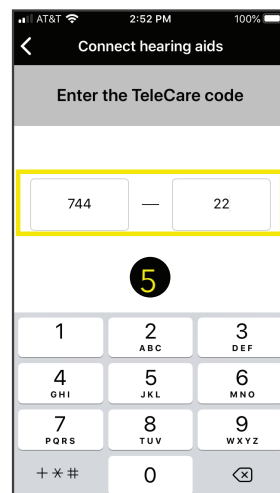 AT&T 2:52 PM 100%
Connect hearing aids
Enter the TeleCare code
744 — 22
5
1 2 3
ABC DEF
4 5 6
GHI JKL MNO
7 8 9
PQRS TUV WXYZ
+*# 0